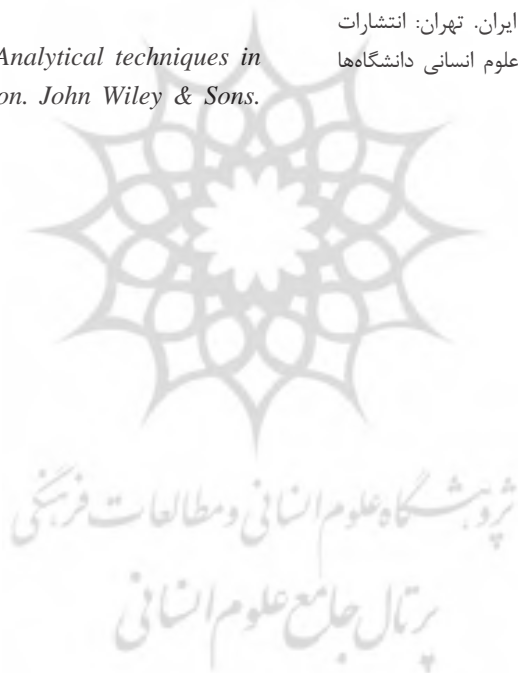 ایران. تهران: انتشارات
علوم انسانی دانشگاه‌ها
Analytical techniques in
on. John Wiley & Sons.
پژوهشگاه علوم انسانی و مطالعات فرهنگی
پرتال جامع علوم انسانی